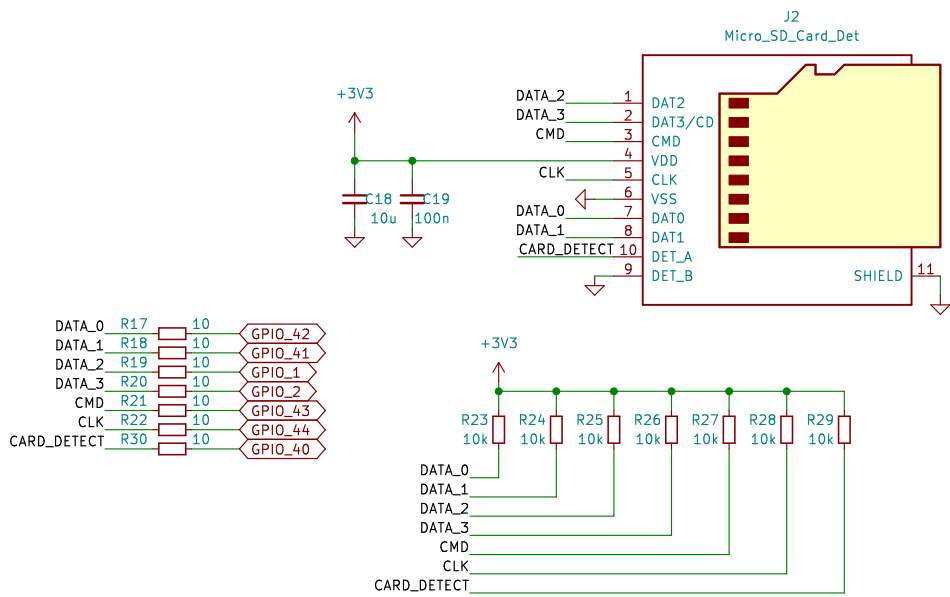 J2
Micro_SD_Card_Det
+3V3
DATA_2 1 DAT2
DATA_3 2 DAT3/CD
CMD 3 CMD
4 VDD
CLK 5 CLK
6 VSS
DATA_0 7 DAT0
DATA_1 8 DAT1
CARD_DETECT 10 DET_A
9 DET_B
SHIELD 11
C18 C19
10u 100n
DATA_0 R17 10 GPIO_42
DATA_1 R18 10 GPIO_41
DATA_2 R19 10 GPIO_1
DATA_3 R20 10 GPIO_2
CMD R21 10 GPIO_43
CLK R22 10 GPIO_44
CARD_DETECT R30 10 GPIO_40
+3V3
R23 R24 R25 R26 R27 R28 R29
10k 10k 10k 10k 10k 10k 10k
DATA_0
DATA_1
DATA_2
DATA_3
CMD
CLK
CARD_DETECT